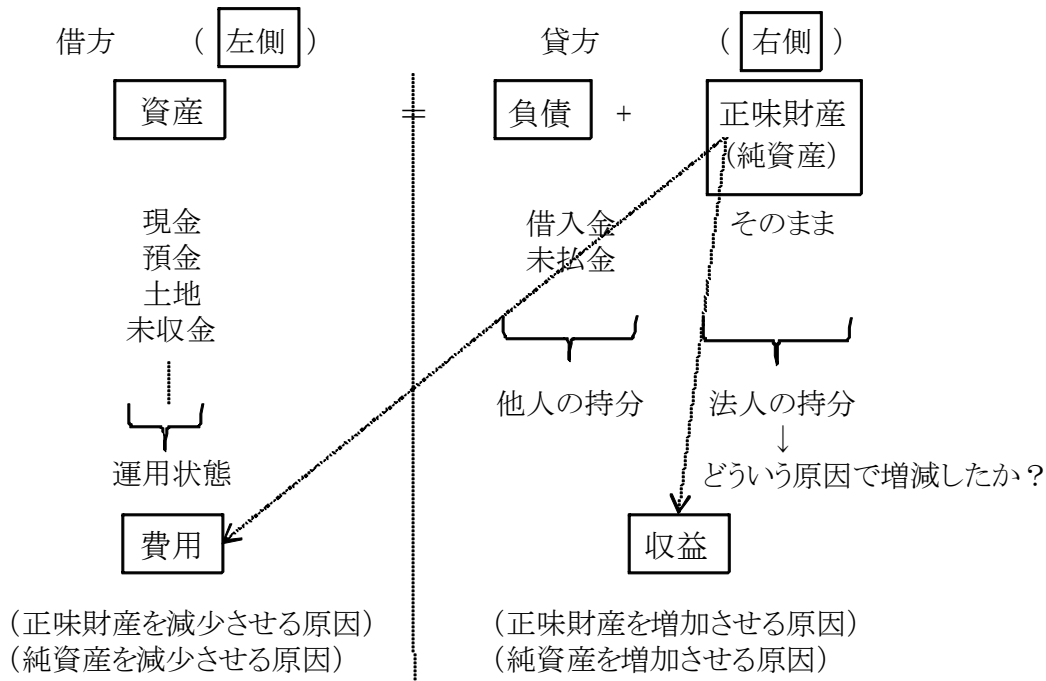 借方 ( 左側 ) 貸方 ( 右側 )
資産 = 負債 + 正味財産
(純資産)
現金 借入金 そのまま
預金 未払金
土地
未収金
他人の持分 法人の持分
↓
運用状態 どういう原因で増減したか？
費用 収益
(正味財産を減少させる原因) (正味財産を増加させる原因)
(純資産を減少させる原因) (純資産を増加させる原因)